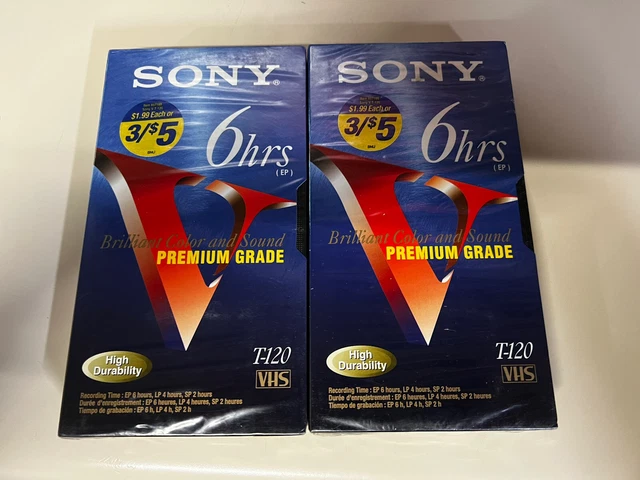 SONY®
$1.99 Each or
3/$5
6hrs
(EP)
Brilliant Color and Sound
PREMIUM GRADE
High
Durability
T-120
VHS
Recording Time : EP 6 hours, LP 4 hours, SP 2 hours
Durée d'enregistrement : EP 6 heures, LP 4 heures, SP 2 heures
Tiempo de grabación : EP 6 h, LP 4 h, SP 2 h
SONY®
$1.99 Each or
3/$5
6hrs
(EP)
Brilliant Color and Sound
PREMIUM GRADE
High
Durability
T-120
VHS
Recording Time : EP 6 hours, LP 4 hours, SP 2 hours
Durée d'enregistrement : EP 6 heures, LP 4 heures, SP 2 heures
Tiempo de grabación : EP 6 h, LP 4 h, SP 2 h